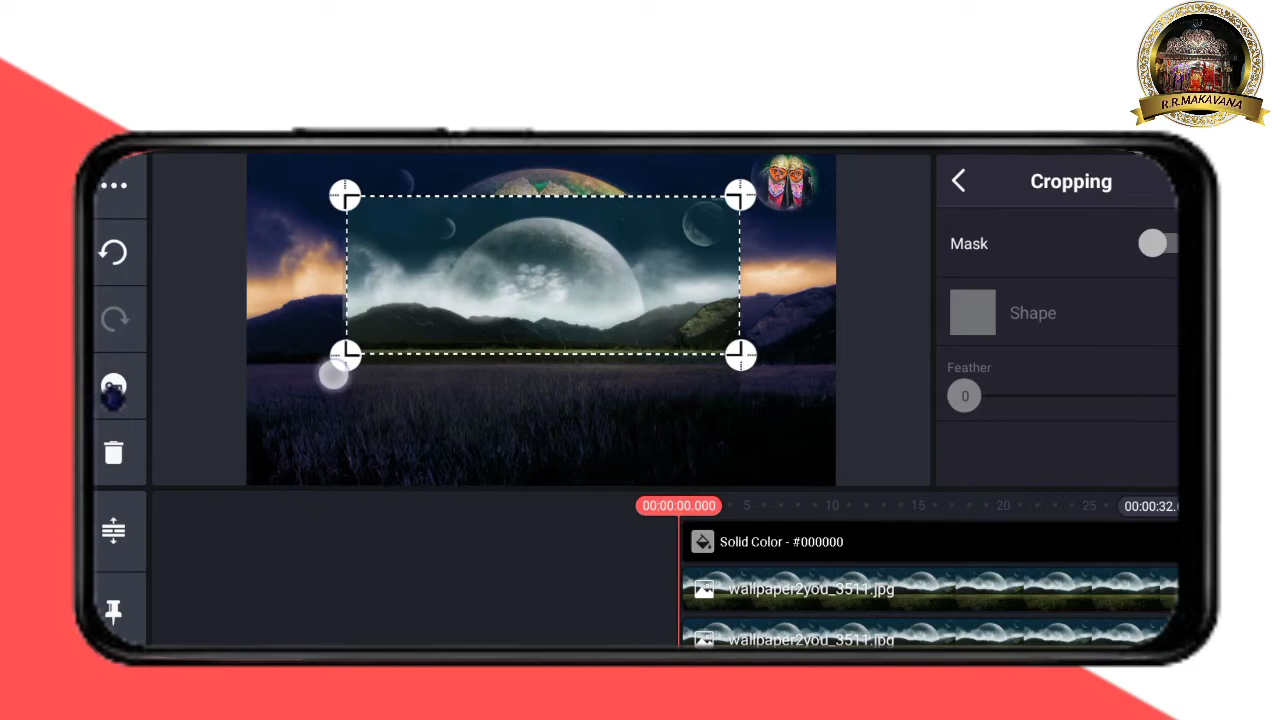 R.R.MAKAVANA
Cropping
Mask
Shape
Feather
0
00:00:00.000
5
10
15
20
25
00:00:32.
Solid Color - #000000
wallpaper2you_3511.jpg
wallpaper2you_3511.jpg